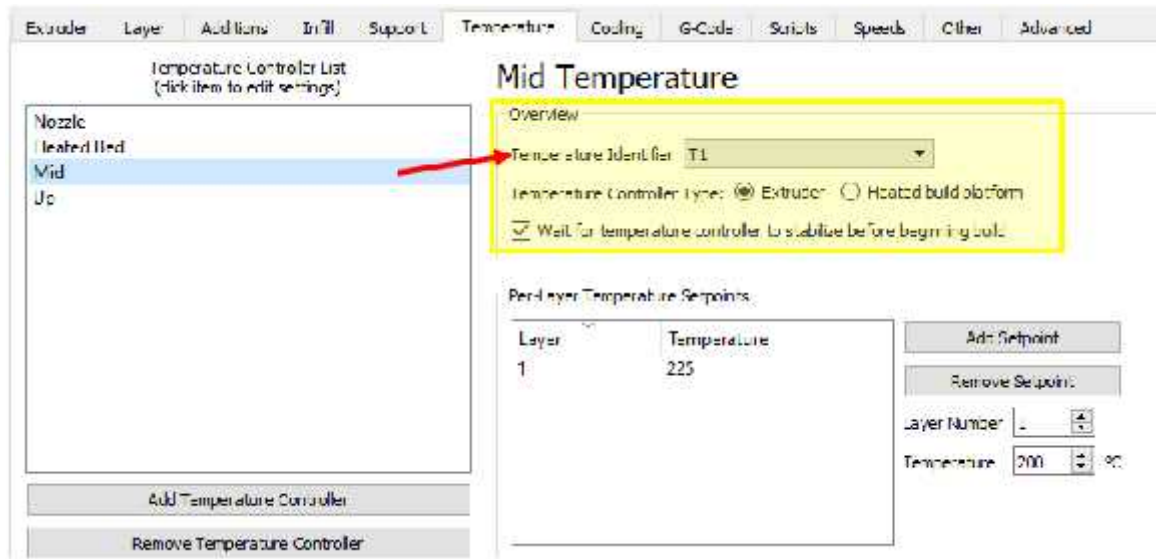 Extruder Layer Additions Infill Support Temperature Cooling G-Code Scripts Speeds Other Advanced
Temperature Controller List
(click item to edit settings)
Nozzle
Heated Bed
Mid
Up
Add Temperature Controller
Remove Temperature Controller
Mid Temperature
Overview
Temperature Identifier T1
Temperature Controller Type: Extruder Heated build platform
Wait for temperature controller to stabilize before beginning build
Per-Layer Temperature Setpoints
Layer Temperature
1 225
Add Setpoint
Remove Setpoint
Layer Number
Temperature 200 °C